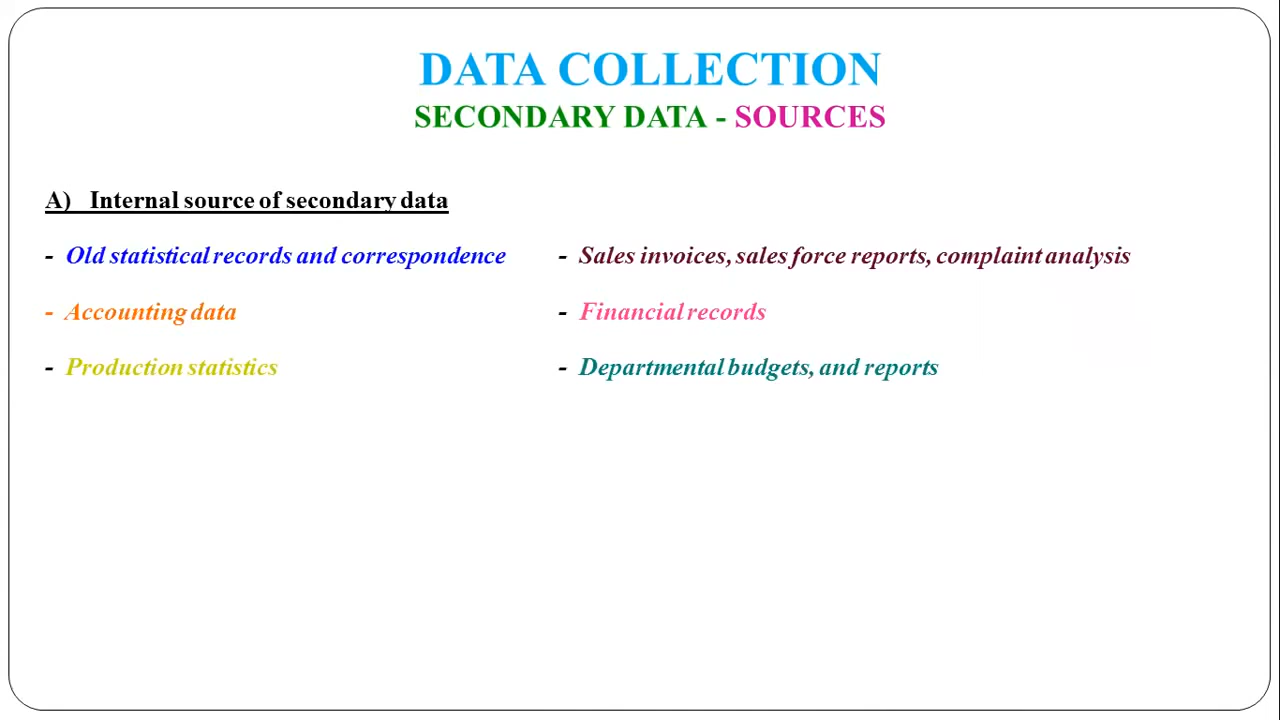 DATA COLLECTION
SECONDARY DATA - SOURCES
A) Internal source of secondary data
- Old statistical records and correspondence - Sales invoices, sales force reports, complaint analysis
- Accounting data - Financial records
- Production statistics - Departmental budgets, and reports